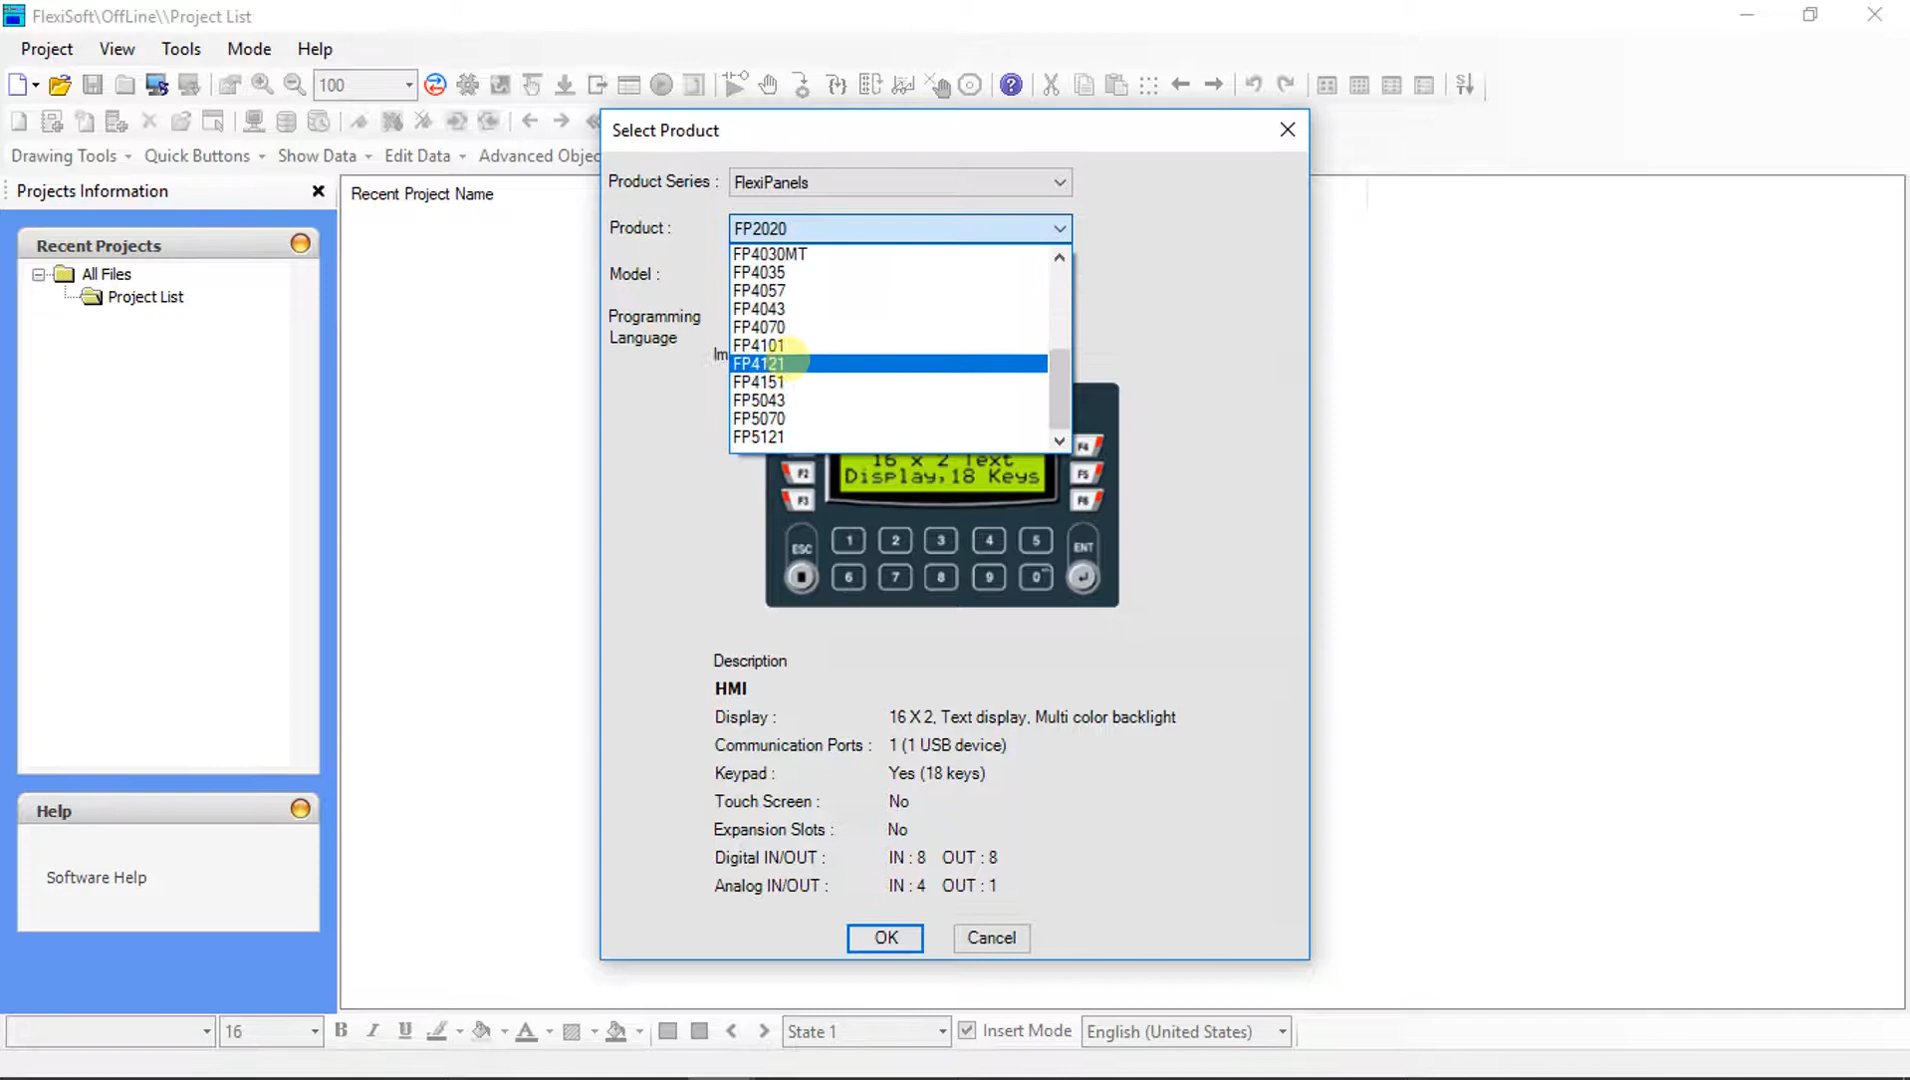 FlexiSoft\OffLine\\Project List
Project View Tools Mode Help
100
Drawing Tools Quick Buttons Show Data Edit Data Advanced Objec
Projects Information
Recent Projects
All Files
Project List
Help
Software Help
Recent Project Name
Select Product
Product Series : FlexiPanels
Product : FP2020
FP4030MT
FP4035
FP4057
FP4043
FP4070
FP4101
FP4121
FP4151
FP5043
FP5070
FP5121
Model :
Programming
Language
Im
16 x 2 Text
Display,18 Keys
F2
F3
F4
F5
F6
ESC 1 2 3 4 5 ENT
6 7 8 9 0
Description
HMI
Display : 16 X 2, Text display, Multi color backlight
Communication Ports : 1 (1 USB device)
Keypad : Yes (18 keys)
Touch Screen : No
Expansion Slots : No
Digital IN/OUT : IN : 8 OUT : 8
Analog IN/OUT : IN : 4 OUT : 1
OK Cancel
16 B I U A State 1 Insert Mode English (United States)